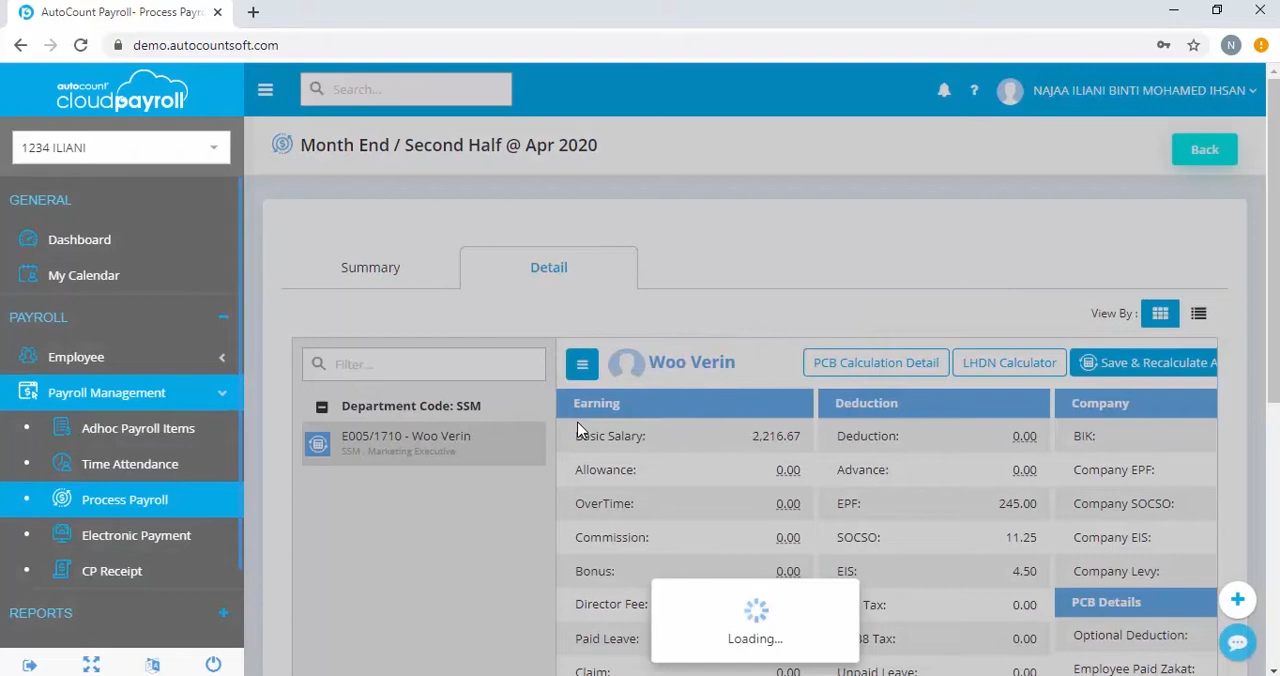 AutoCount Payroll- Process Payr
demo.autocountsoft.com
N
autocount
cloudpayroll
Search...
?
NAJAA ILIANI BINTI MOHAMED IHSAN
1234 ILIANI
Month End / Second Half @ Apr 2020
Back
GENERAL
Dashboard
My Calendar
PAYROLL
Employee
Payroll Management
Adhoc Payroll Items
Time Attendance
Process Payroll
Electronic Payment
CP Receipt
REPORTS
Summary
Detail
View By :
Filter...
Department Code: SSM
E005/1710 - Woo Verin
SSM . Marketing Executive
Woo Verin
PCB Calculation Detail
LHDN Calculator
Save & Recalculate A
Earning
Deduction
Company
Basic Salary: 2,216.67
Deduction: 0.00
BIK:
Allowance: 0.00
Advance: 0.00
Company EPF:
OverTime: 0.00
EPF: 245.00
Company SOCSO:
Commission: 0.00
SOCSO: 11.25
Company EIS:
Bonus: 0.00
EIS: 4.50
Company Levy:
Director Fee:
Tax: 0.00
PCB Details
Paid Leave:
38 Tax: 0.00
Optional Deduction:
Claim:
Unpaid Leave: 0.00
Employee Paid Zakat:
Loading...